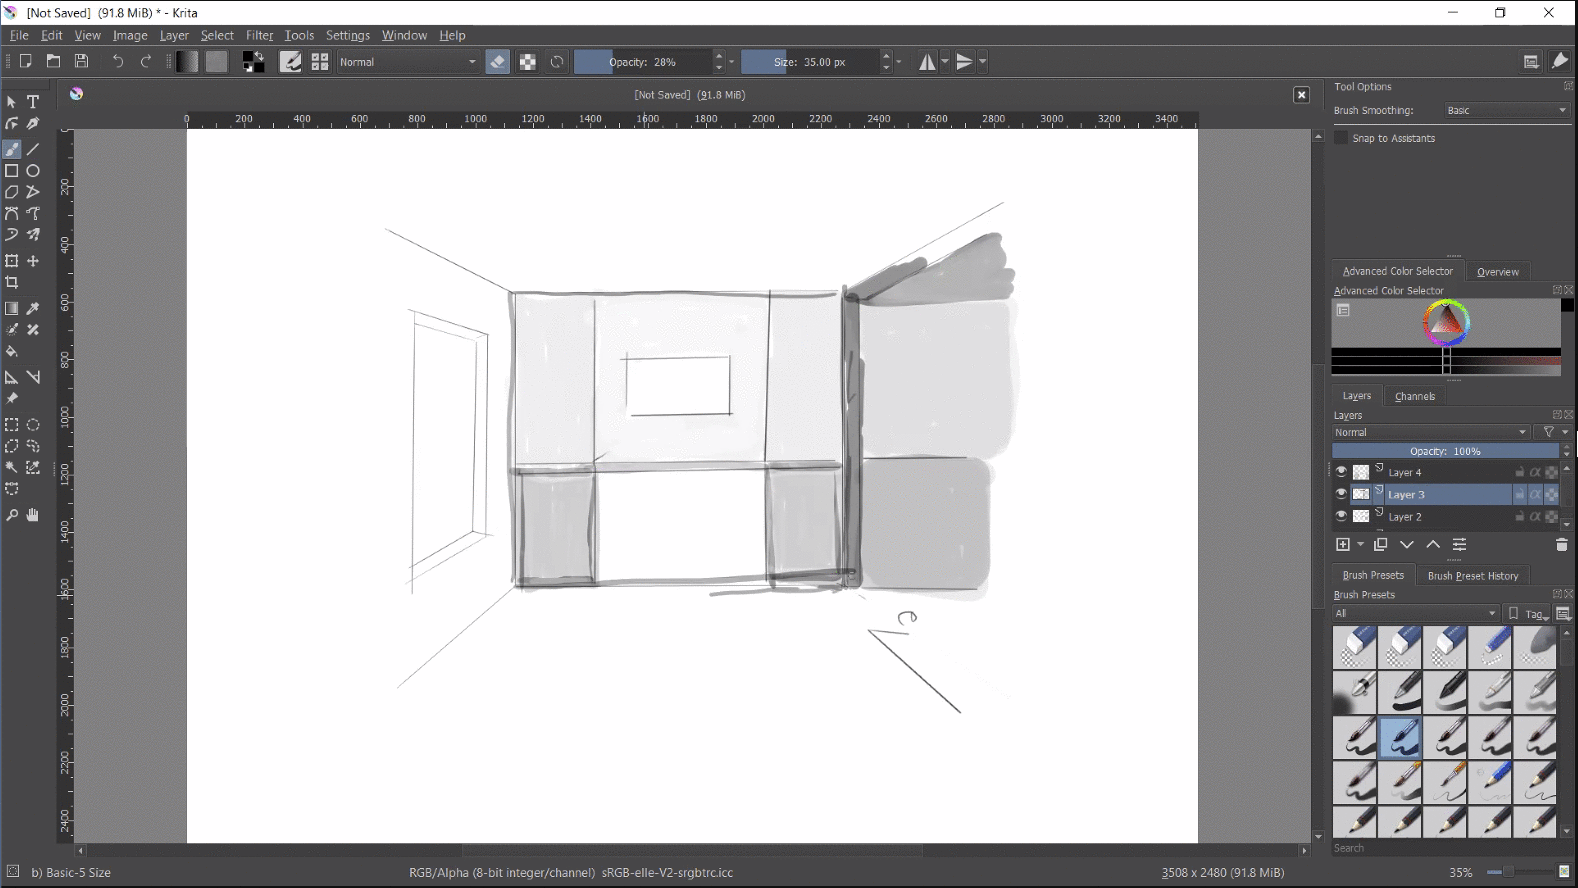 [Not Saved]  (91.8 MiB) * - Krita
File Edit View Image Layer Select Filter Tools Settings Window Help
Normal Opacity: 28% Size: 35.00 px
[Not Saved]  (91.8 MiB)
0 200 400 600 800 1000 1200 1400 1600 1800 2000 2200 2400 2600 2800 3000 3200 3400
0
200
400
600
800
1000
1200
1400
1600
1800
2000
2200
2400
Tool Options
Brush Smoothing: Basic
Snap to Assistants
Advanced Color Selector Overview
Advanced Color Selector
Layers Channels
Layers
Normal
Opacity: 100%
Layer 4
Layer 3
Layer 2
Brush Presets Brush Preset History
Brush Presets
All Tag
Search
b) Basic-5 Size RGB/Alpha (8-bit integer/channel)  sRGB-elle-V2-srgbtrc.icc 3508 x 2480 (91.8 MiB) 35%